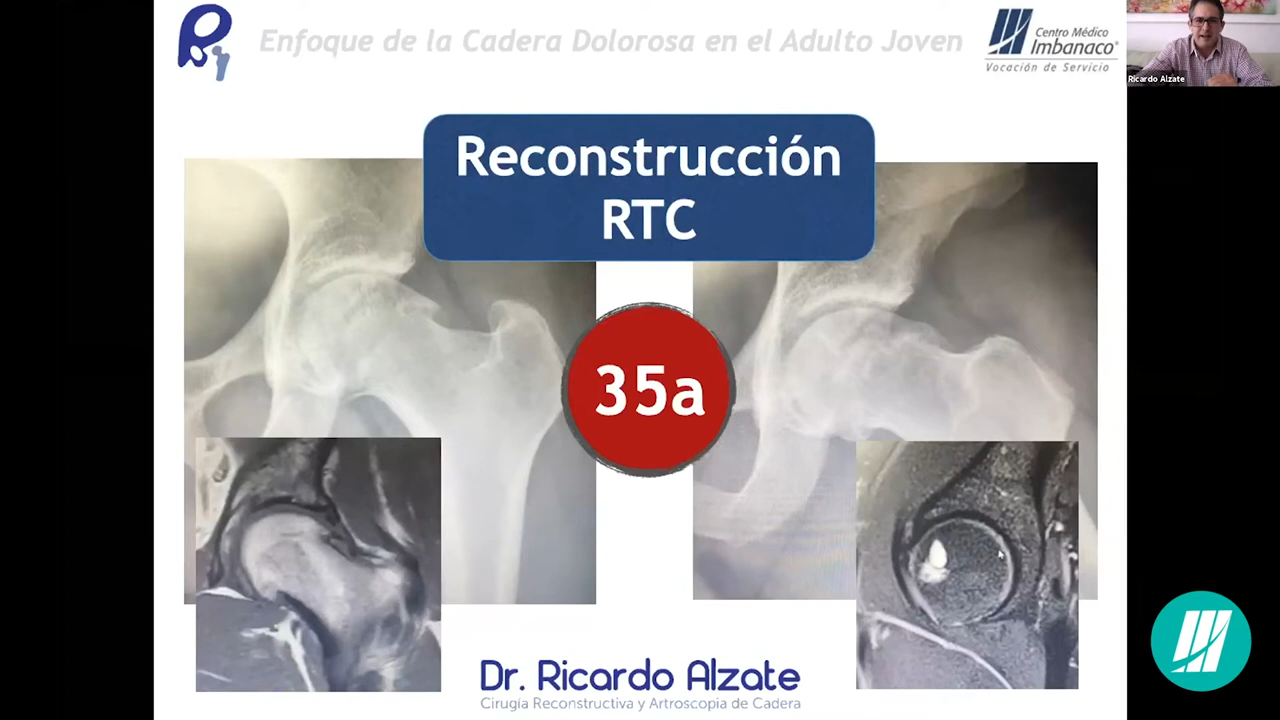 Enfoque de la Cadera Dolorosa en el Adulto Joven
Centro Médico
Imbanaco®
Vocación de Servicio
Ricardo Alzate
Reconstrucción
RTC
35a
Dr. Ricardo Alzate
Cirugía Reconstructiva y Artroscopia de Cadera